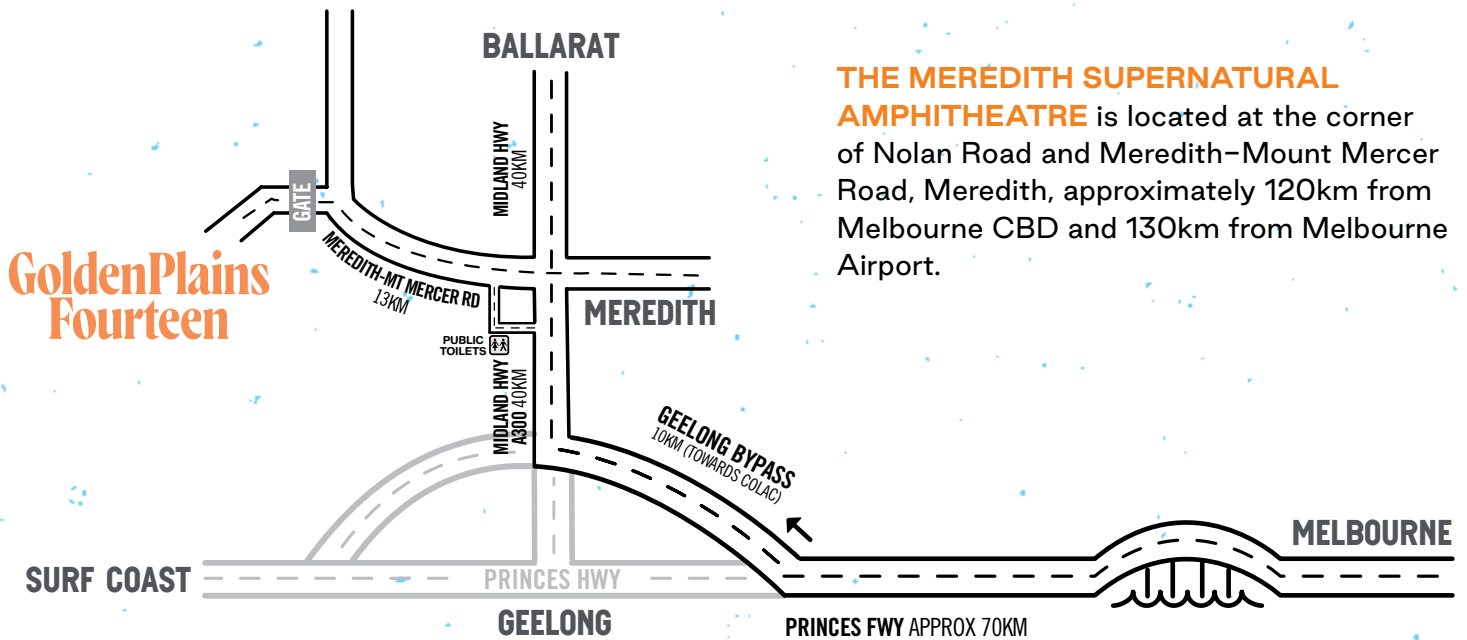 BALLARAT
THE MEREDITH SUPERNATURAL
AMPHITHEATRE is located at the corner
of Nolan Road and Meredith–Mount Mercer
Road, Meredith, approximately 120km from
Melbourne CBD and 130km from Melbourne
Airport.
MIDLAND HWY
40KM
GATE
GoldenPlains
Fourteen
MEREDITH-MT MERCER RD
13KM
MEREDITH
PUBLIC
TOILETS
MIDLAND HWY
A300 40KM
GEELONG BYPASS
10KM (TOWARDS COLAC)
MELBOURNE
SURF COAST
PRINCES HWY
GEELONG
PRINCES FWY APPROX 70KM